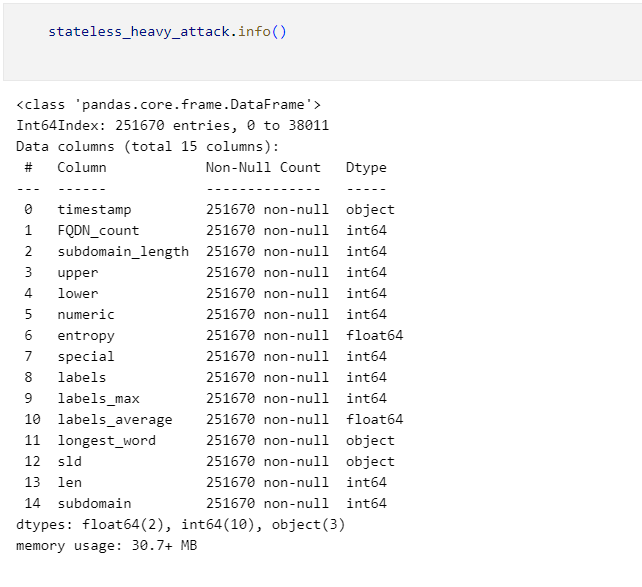 stateless_heavy_attack.info()
<class 'pandas.core.frame.DataFrame'>
Int64Index: 251670 entries, 0 to 38011
Data columns (total 15 columns):
 #   Column            Non-Null Count   Dtype
---  ------            --------------   -----
 0   timestamp         251670 non-null  object
 1   FQDN_count        251670 non-null  int64
 2   subdomain_length  251670 non-null  int64
 3   upper             251670 non-null  int64
 4   lower             251670 non-null  int64
 5   numeric           251670 non-null  int64
 6   entropy           251670 non-null  float64
 7   special           251670 non-null  int64
 8   labels            251670 non-null  int64
 9   labels_max        251670 non-null  int64
 10  labels_average    251670 non-null  float64
 11  longest_word      251670 non-null  object
 12  sld               251670 non-null  object
 13  len               251670 non-null  int64
 14  subdomain         251670 non-null  int64
dtypes: float64(2), int64(10), object(3)
memory usage: 30.7+ MB